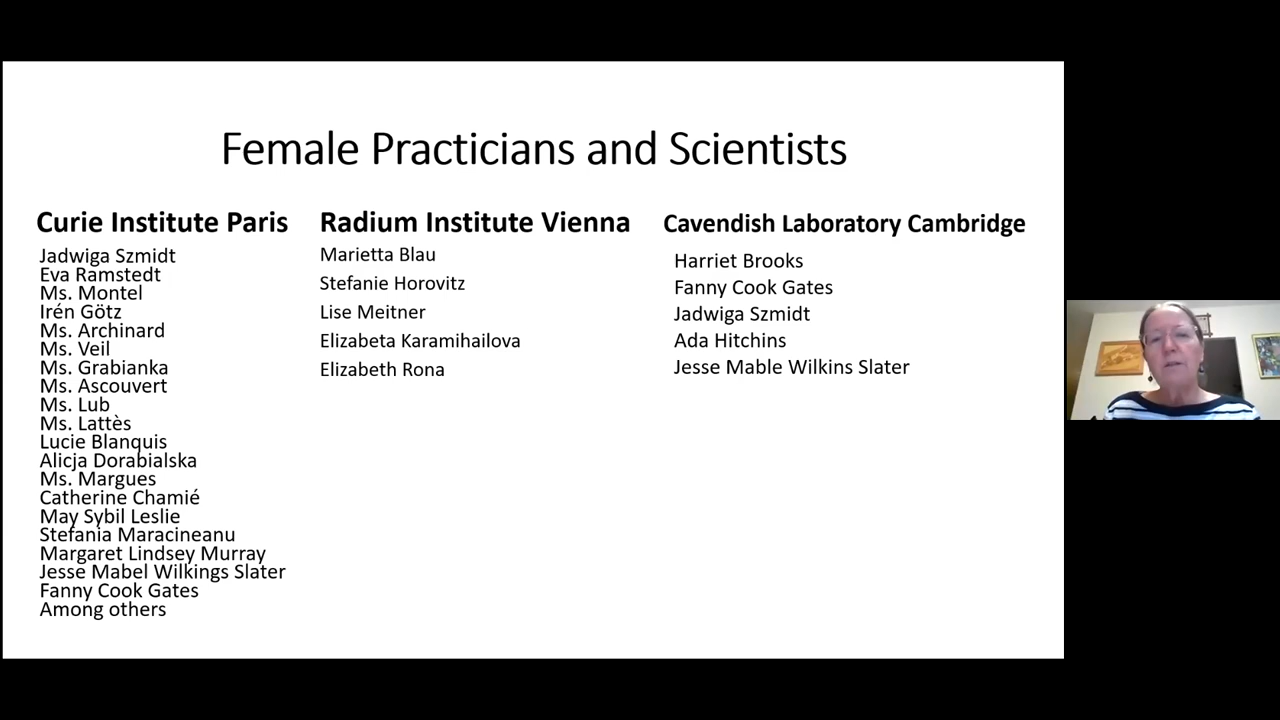 Female Practicians and Scientists
Curie Institute Paris
Jadwiga Szmidt
Eva Ramstedt
Ms. Montel
Irén Götz
Ms. Archinard
Ms. Veil
Ms. Grabianka
Ms. Ascouvert
Ms. Lub
Ms. Lattès
Lucie Blanquis
Alicja Dorabialska
Ms. Margues
Catherine Chamié
May Sybil Leslie
Stefania Maracineanu
Margaret Lindsey Murray
Jesse Mabel Wilkings Slater
Fanny Cook Gates
Among others
Radium Institute Vienna
Marietta Blau
Stefanie Horovitz
Lise Meitner
Elizabeta Karamihailova
Elizabeth Rona
Cavendish Laboratory Cambridge
Harriet Brooks
Fanny Cook Gates
Jadwiga Szmidt
Ada Hitchins
Jesse Mable Wilkins Slater